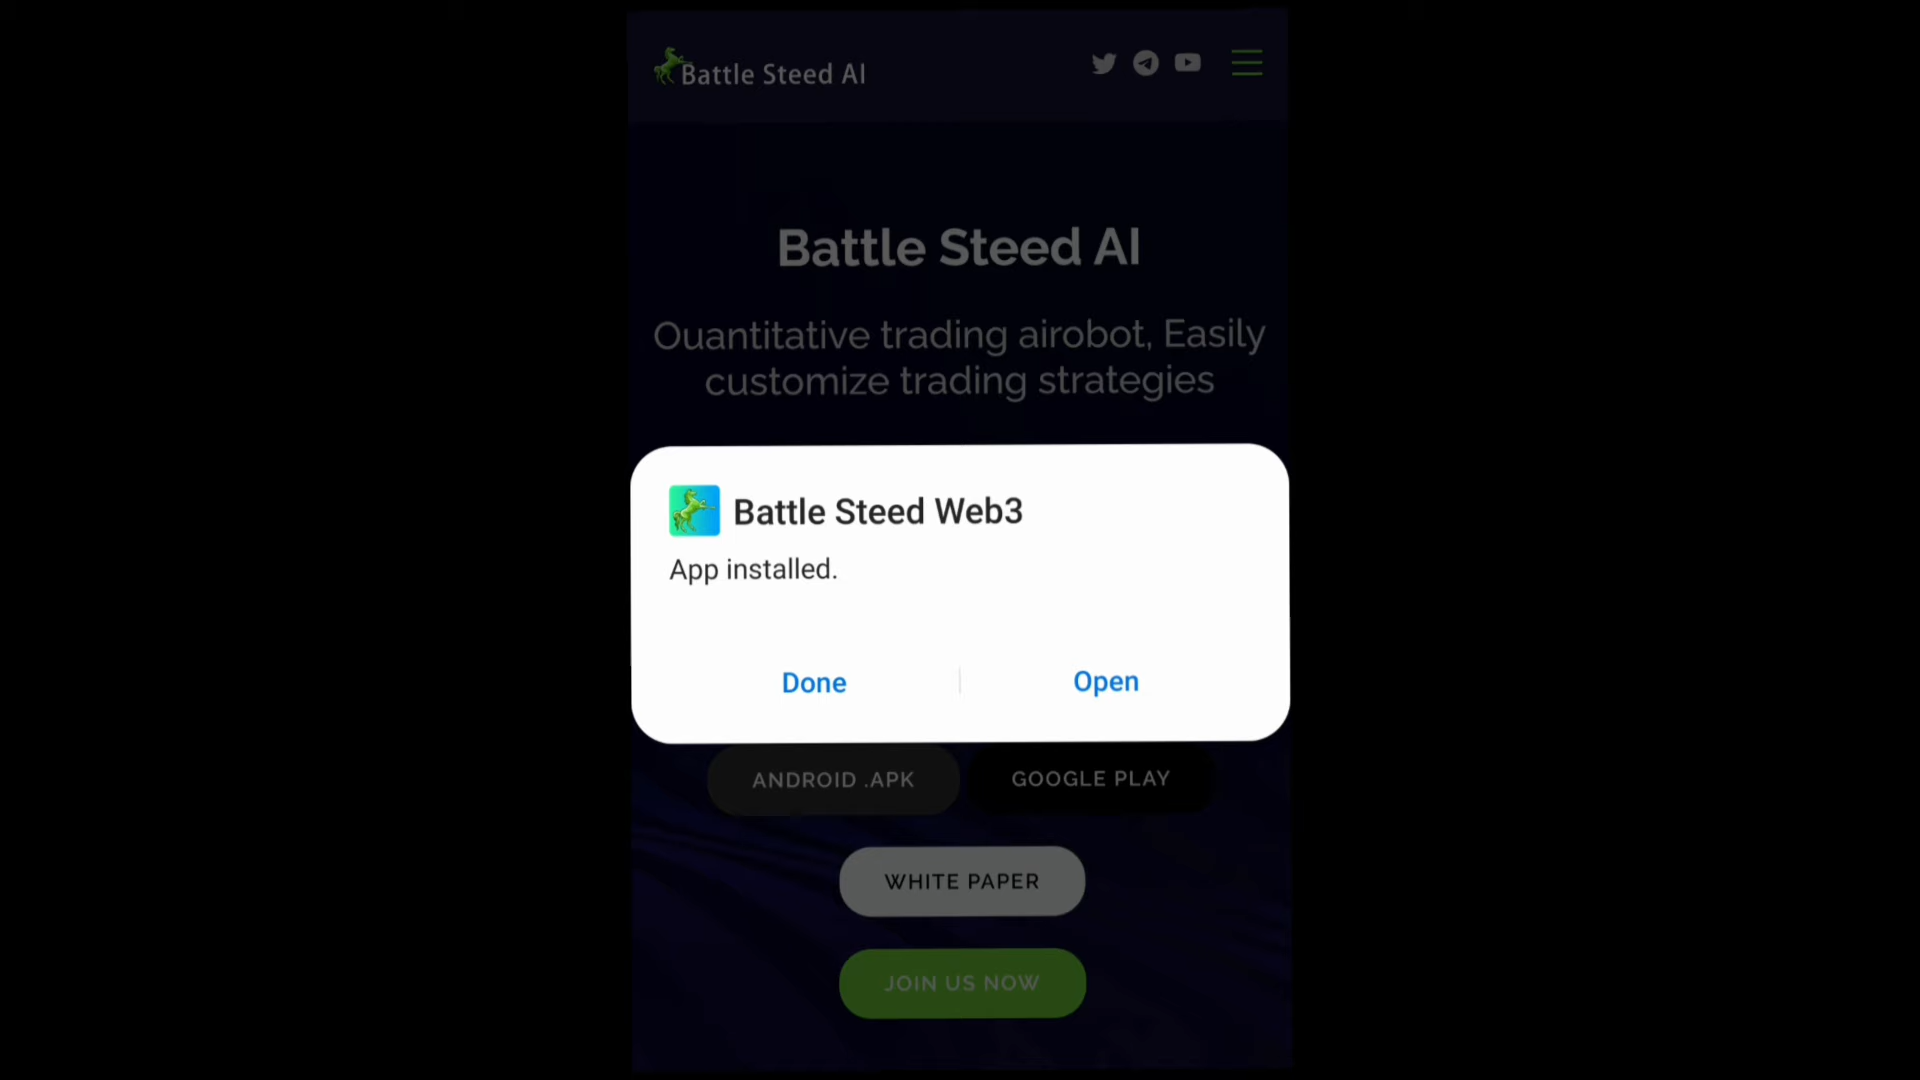 Battle Steed AI
Battle Steed AI
Ouantitative trading airobot, Easily
customize trading strategies
Battle Steed Web3
App installed.
Done
Open
ANDROID .APK
GOOGLE PLAY
WHITE PAPER
JOIN US NOW